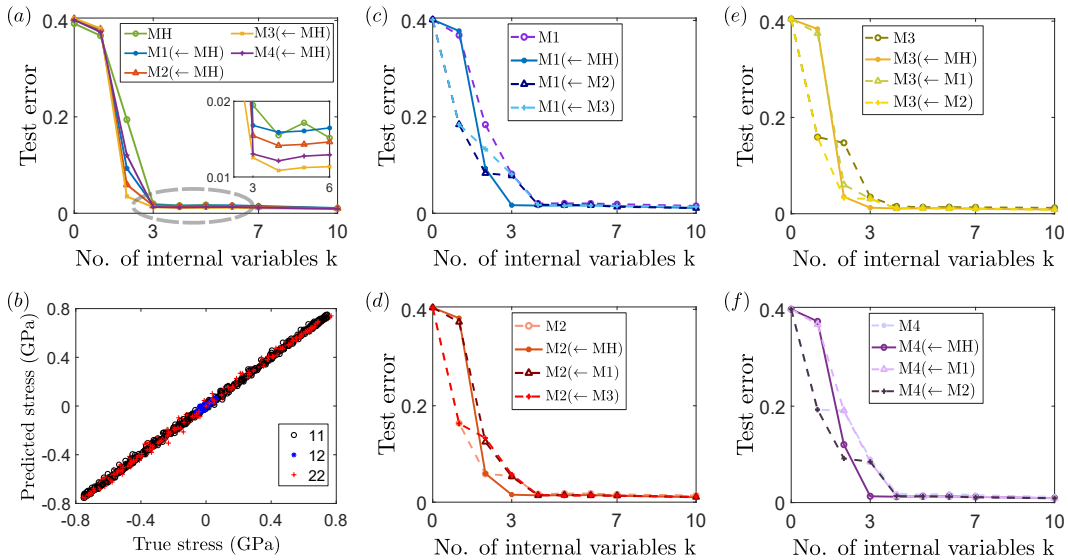 (a)
0.4
0.2
0
Test error
MH
M1(← MH)
M2(← MH)
M3(← MH)
M4(← MH)
0.02
0.01
3
6
0
3
7
10
No. of internal variables k
(c)
0.4
0.2
0
Test error
M1
M1(← MH)
M1(← M2)
M1(← M3)
0
3
7
10
No. of internal variables k
(e)
0.4
0.2
0
Test error
M3
M3(← MH)
M3(← M1)
M3(← M2)
0
3
7
10
No. of internal variables k
(b)
0.8
0.4
0
-0.4
-0.8
Predicted stress (GPa)
11
12
22
-0.8
-0.4
0
0.4
0.8
True stress (GPa)
(d)
0.4
0.2
0
Test error
M2
M2(← MH)
M2(← M1)
M2(← M3)
0
3
7
10
No. of internal variables k
(f)
0.4
0.2
0
Test error
M4
M4(← MH)
M4(← M1)
M4(← M2)
0
3
7
10
No. of internal variables k